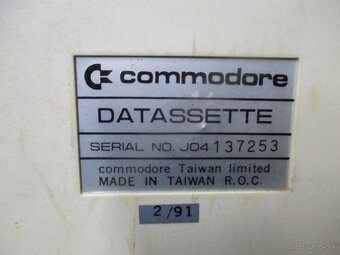 commodore
DATASSETTE
SERIAL NO. J04137253
commodore Taiwan limited
MADE IN TAIWAN R.O.C.
2/91